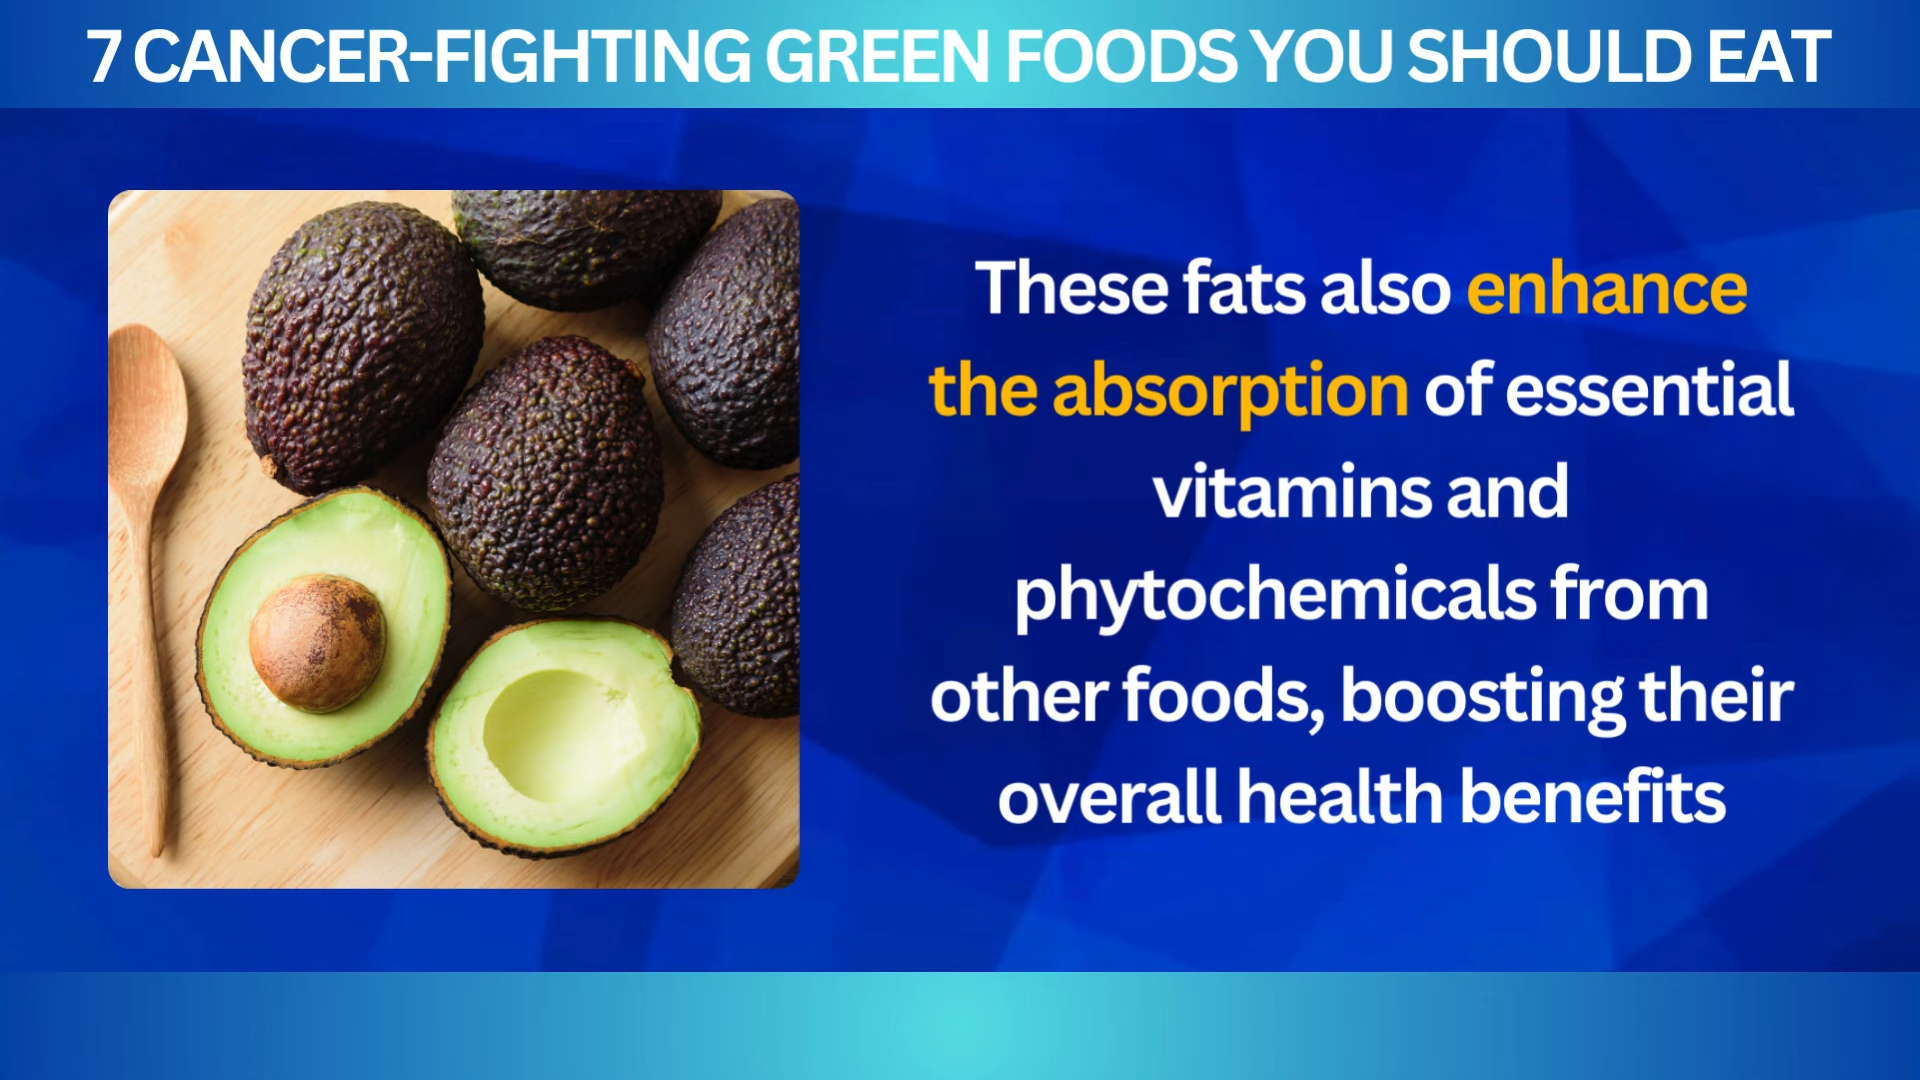 7 CANCER-FIGHTING GREEN FOODS YOU SHOULD EAT
These fats also enhance
the absorption of essential
vitamins and
phytochemicals from
other foods, boosting their
overall health benefits